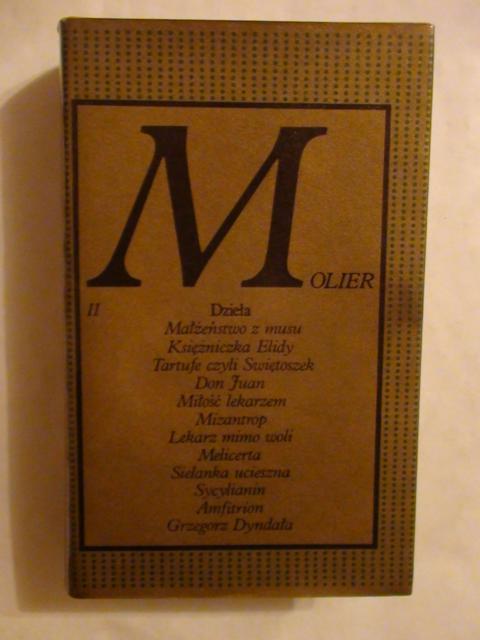 MOLIER
II
Dzieła
Małżeństwo z musu
Księżniczka Elidy
Tartufe czyli Świętoszek
Don Juan
Miłość lekarzem
Mizantrop
Lekarz mimo woli
Melicerta
Sielanka ucieszna
Sycylianin
Amfitrion
Grzegorz Dyndała